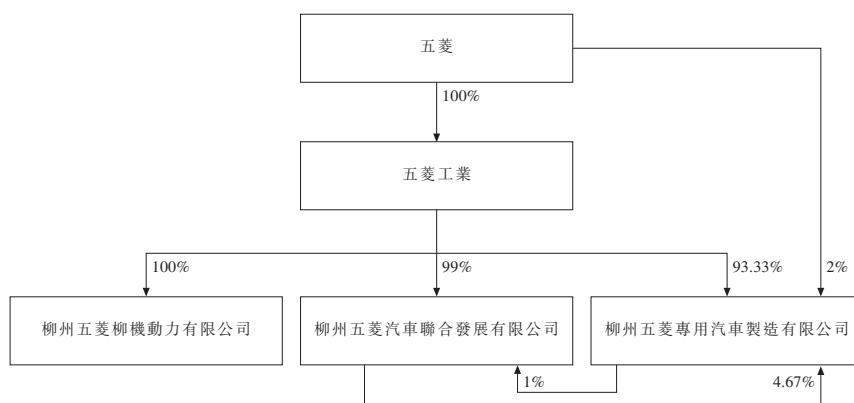 五菱
100%
五菱工業
100%
99%
93.33%
2%
柳州五菱柳機動力有限公司
柳州五菱汽車聯合發展有限公司
柳州五菱專用汽車製造有限公司
1%
4.67%